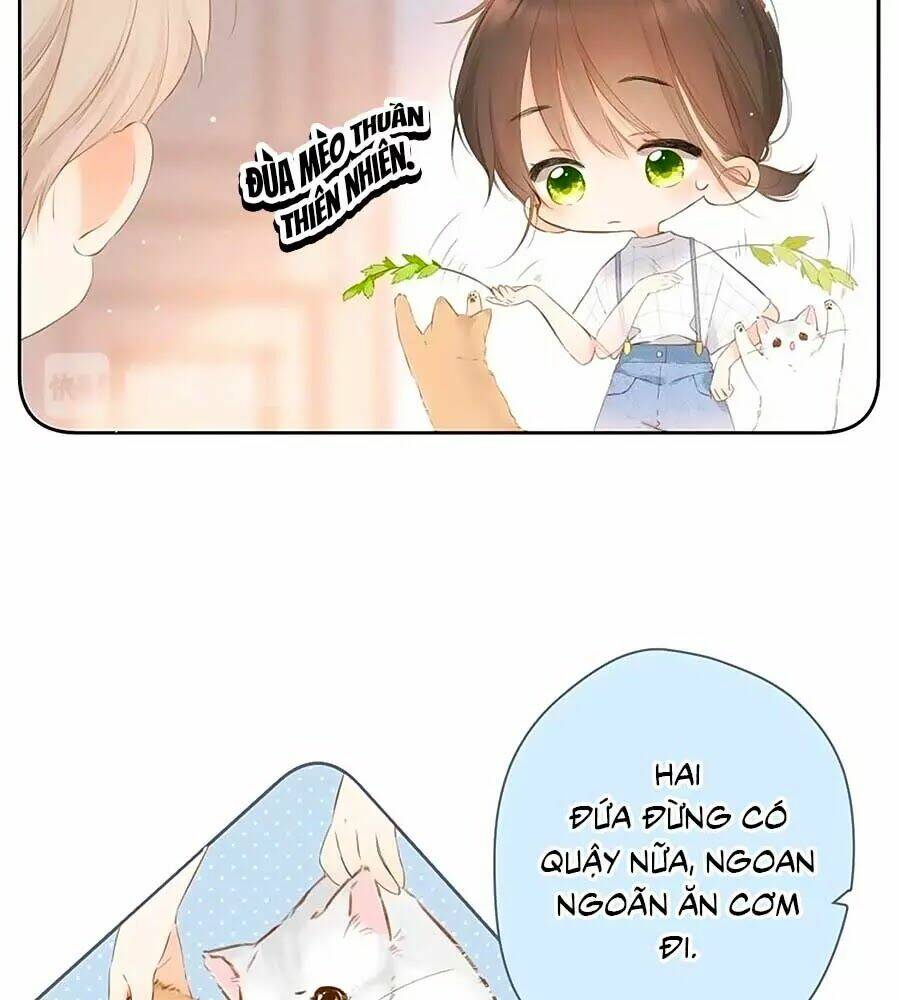 ĐÙA MÈO THUẦN
THIÊN NHIÊN.
HAI
ĐỨA ĐỪNG CÓ
QUẬY NỮA, NGOAN
NGOÃN ĂN CƠM
ĐI.